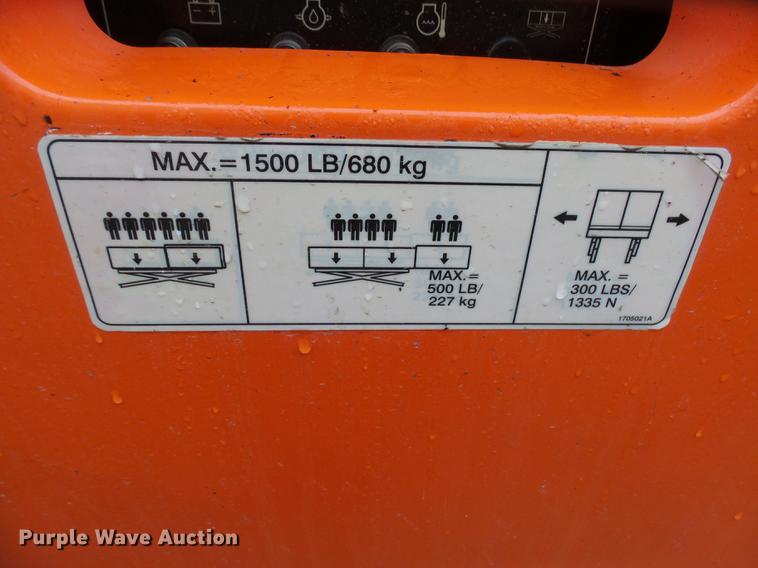 MAX.=1500 LB/680 kg
MAX.=
500 LB/
227 kg
MAX. =
300 LBS/
1335 N
1705021A
Purple Wave Auction